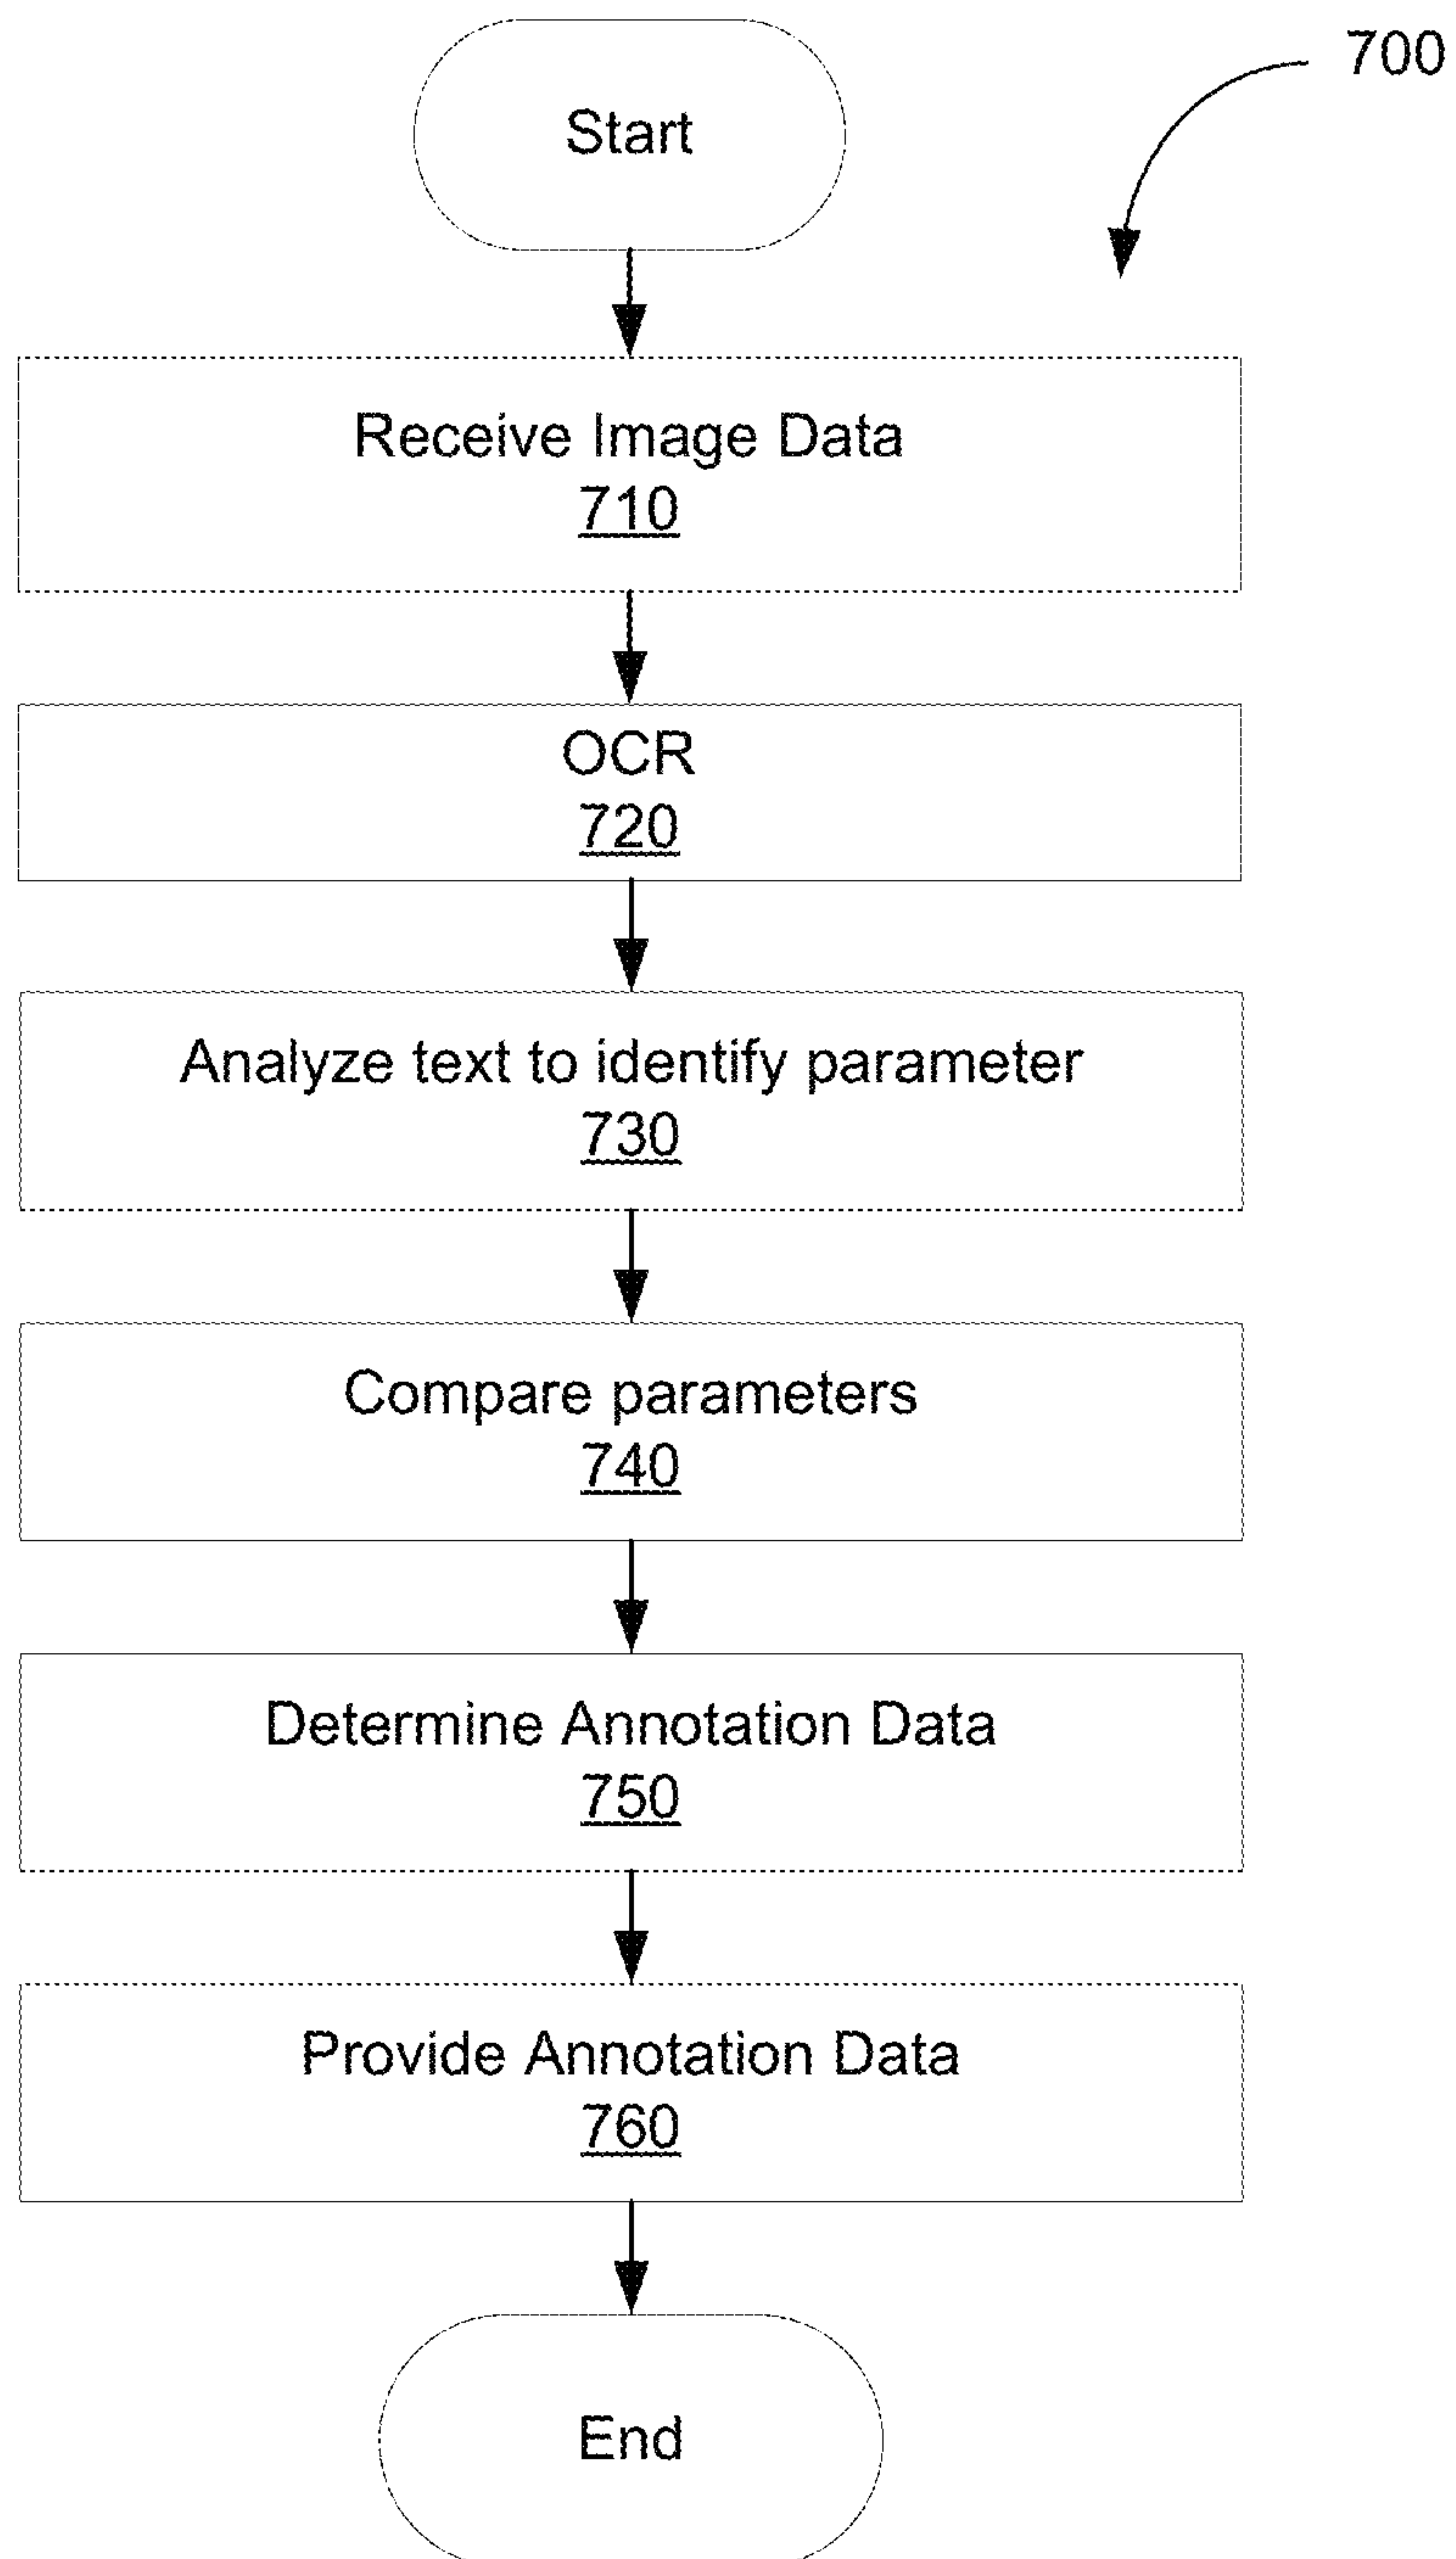 700
Start
Receive Image Data
710
OCR
720
Analyze text to identify parameter
730
Compare parameters
740
Determine Annotation Data
750
Provide Annotation Data
760
End